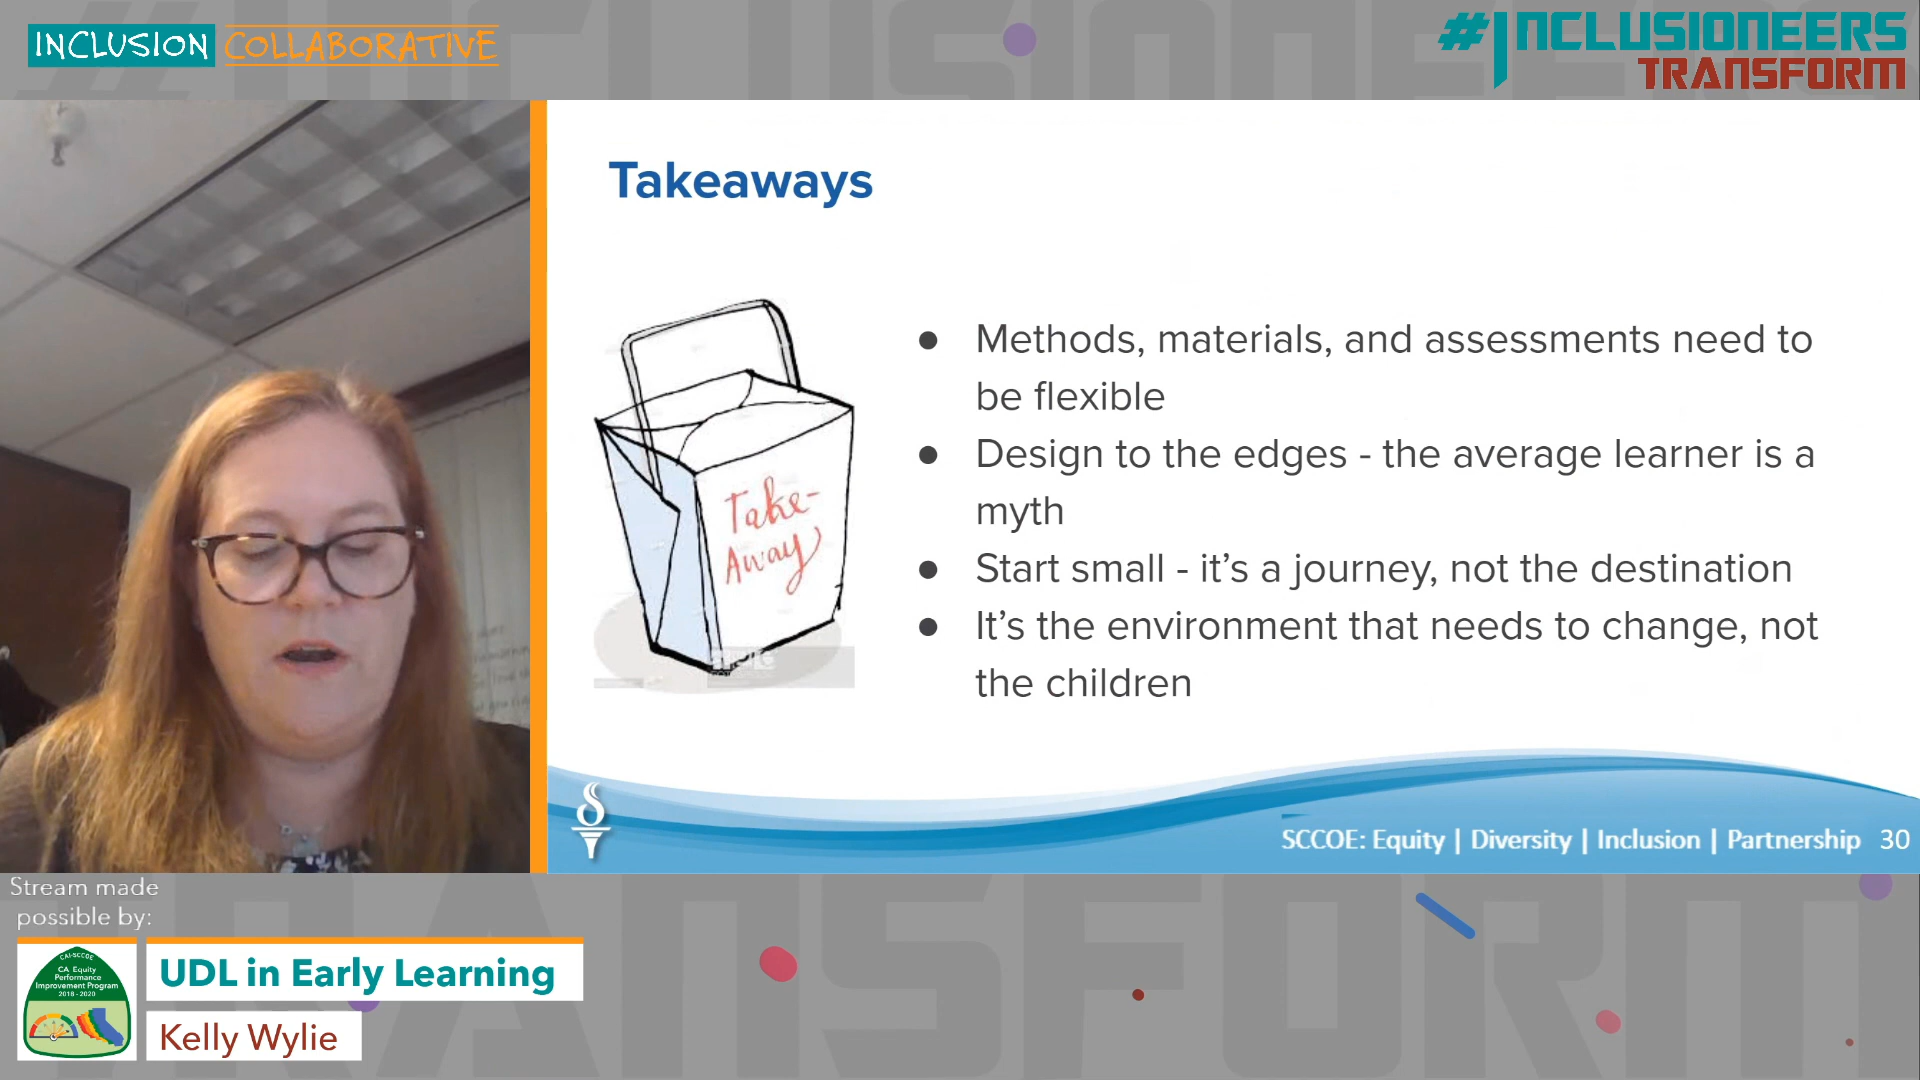 INCLUSION COLLABORATIVE
#INCLUSIONEERS
TRANSFORM
Takeaways
Take-
Away
● Methods, materials, and assessments need to
be flexible
● Design to the edges - the average learner is a
myth
● Start small - it’s a journey, not the destination
● It’s the environment that needs to change, not
the children
SCCOE: Equity | Diversity | Inclusion | Partnership 30
Stream made
possible by:
CAI-SCCOE
CA Equity
Performance
Improvement Program
2018 - 2020
UDL in Early Learning
Kelly Wylie
TRANSFORM